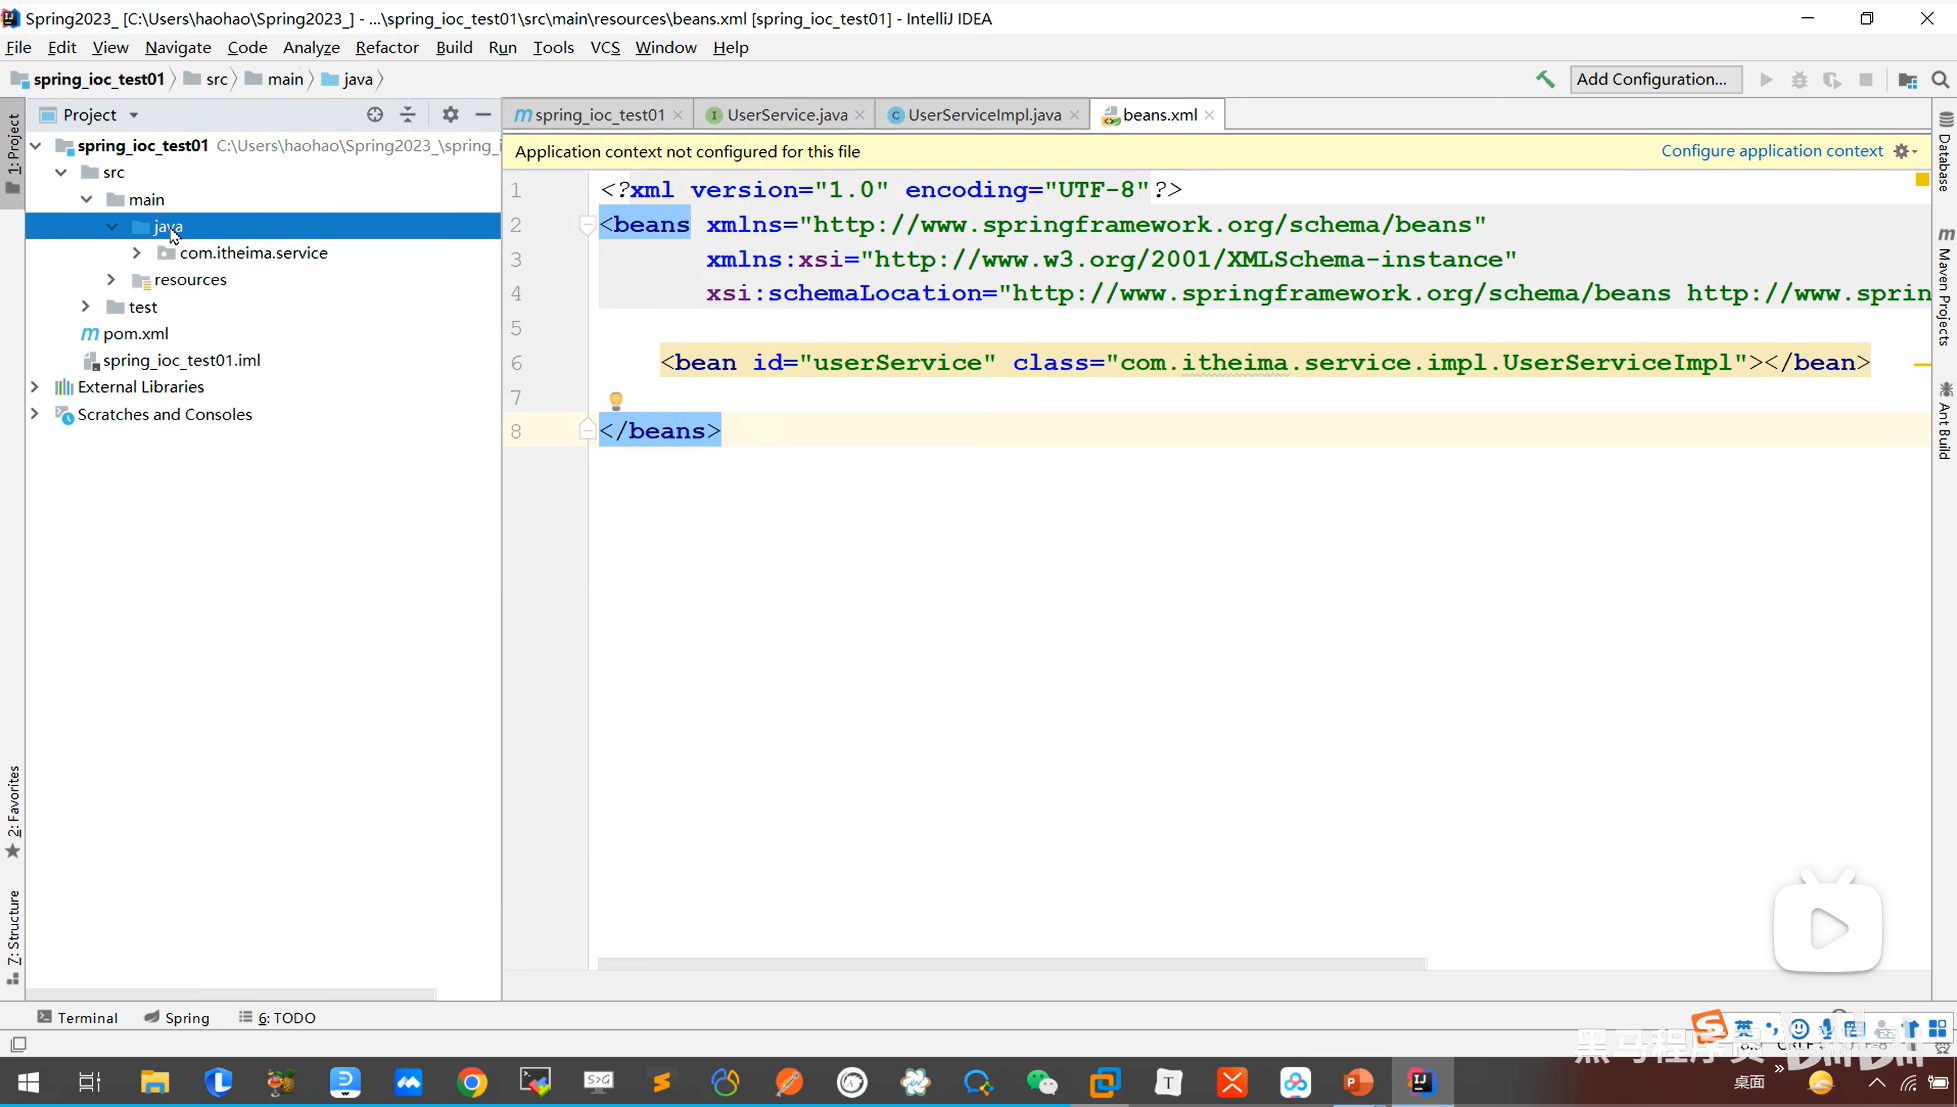 Spring2023_ [C:\Users\haohao\Spring2023_] - ...\spring_ioc_test01\src\main\resources\beans.xml [spring_ioc_test01] - IntelliJ IDEA
File Edit View Navigate Code Analyze Refactor Build Run Tools VCS Window Help
spring_ioc_test01 src main java Add Configuration...
Project
spring_ioc_test01 UserService.java UserServiceImpl.java beans.xml
1: Project
2: Favorites
Z: Structure
spring_ioc_test01 C:\Users\haohao\Spring2023_\spring_i
src
main
java
com.itheima.service
resources
test
pom.xml
spring_ioc_test01.iml
External Libraries
Scratches and Consoles
Application context not configured for this file Configure application context
1 <?xml version="1.0" encoding="UTF-8"?>
2 <beans xmlns="http://www.springframework.org/schema/beans"
3 xmlns:xsi="http://www.w3.org/2001/XMLSchema-instance"
4 xsi:schemaLocation="http://www.springframework.org/schema/beans http://www.sprin
5
6 <bean id="userService" class="com.itheima.service.impl.UserServiceImpl"></bean>
7
8 </beans>
Database
Maven Projects
Ant Build
Terminal Spring 6: TODO
英
黑马程序员
bilibili
桌面